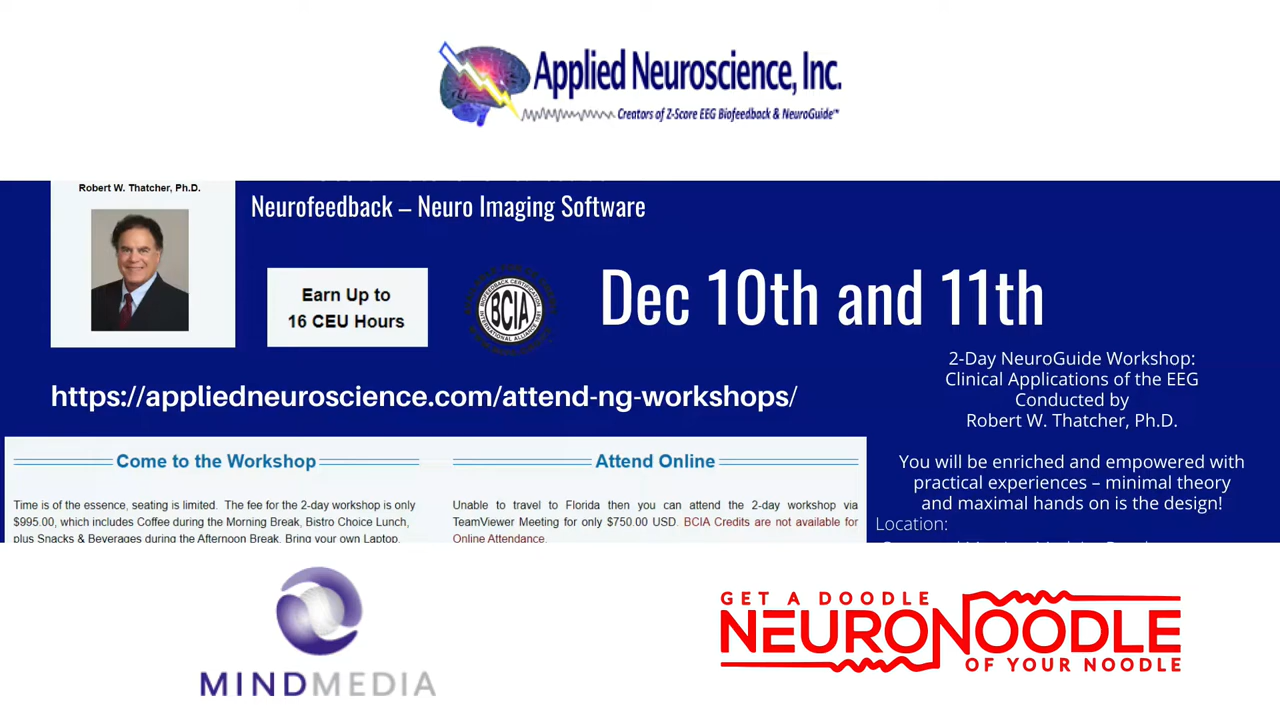 Applied Neuroscience, Inc.
Creators of Z-Score EEG Biofeedback & NeuroGuide™
Robert W. Thatcher, Ph.D.
Neurofeedback – Neuro Imaging Software
Earn Up to
16 CEU Hours
BIOFEEDBACK CERTIFICATION
BCIA
INTERNATIONAL ALLIANCE 1981
Dec 10th and 11th
2-Day NeuroGuide Workshop:
Clinical Applications of the EEG
Conducted by
Robert W. Thatcher, Ph.D.
https://appliedneuroscience.com/attend-ng-workshops/
You will be enriched and empowered with
practical experiences – minimal theory
and maximal hands on is the design!
Location:
Come to the Workshop
Time is of the essence, seating is limited. The fee for the 2-day workshop is only
$995.00, which includes Coffee during the Morning Break, Bistro Choice Lunch,
plus Snacks & Beverages during the Afternoon Break. Bring your own Laptop.
Attend Online
Unable to travel to Florida then you can attend the 2-day workshop via
TeamViewer Meeting for only $750.00 USD. BCIA Credits are not available for
Online Attendance.
MINDMEDIA
GET A DOODLE
NEURONOODLE
OF YOUR NOODLE